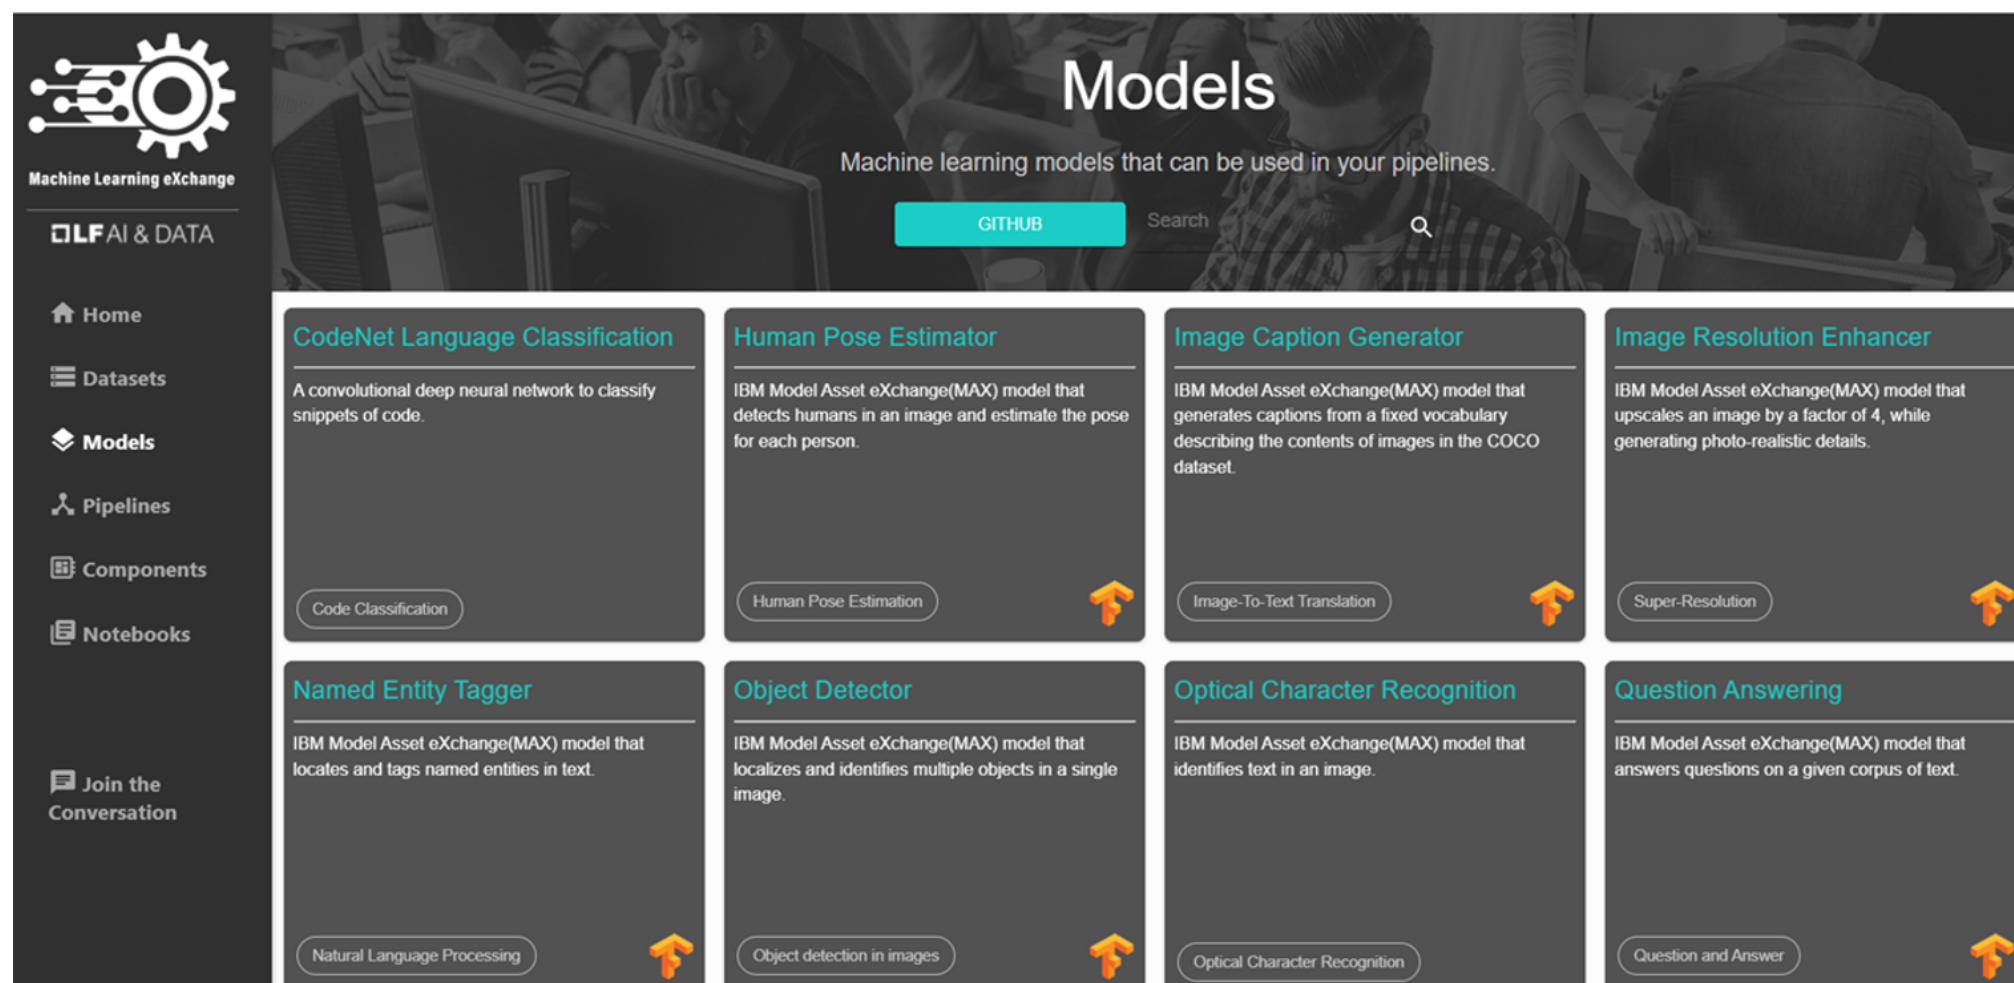 Machine Learning eXchange
LF AI & DATA
Home
Datasets
Models
Pipelines
Components
Notebooks
Join the
Conversation
Models
Machine learning models that can be used in your pipelines.
GITHUB
Search
CodeNet Language Classification
A convolutional deep neural network to classify
snippets of code.
Code Classification
Human Pose Estimator
IBM Model Asset eXchange(MAX) model that
detects humans in an image and estimate the pose
for each person.
Human Pose Estimation
Image Caption Generator
IBM Model Asset eXchange(MAX) model that
generates captions from a fixed vocabulary
describing the contents of images in the COCO
dataset.
Image-To-Text Translation
Image Resolution Enhancer
IBM Model Asset eXchange(MAX) model that
upscales an image by a factor of 4, while
generating photo-realistic details.
Super-Resolution
Named Entity Tagger
IBM Model Asset eXchange(MAX) model that
locates and tags named entities in text.
Natural Language Processing
Object Detector
IBM Model Asset eXchange(MAX) model that
localizes and identifies multiple objects in a single
image.
Object detection in images
Optical Character Recognition
IBM Model Asset eXchange(MAX) model that
identifies text in an image.
Optical Character Recognition
Question Answering
IBM Model Asset eXchange(MAX) model that
answers questions on a given corpus of text.
Question and Answer